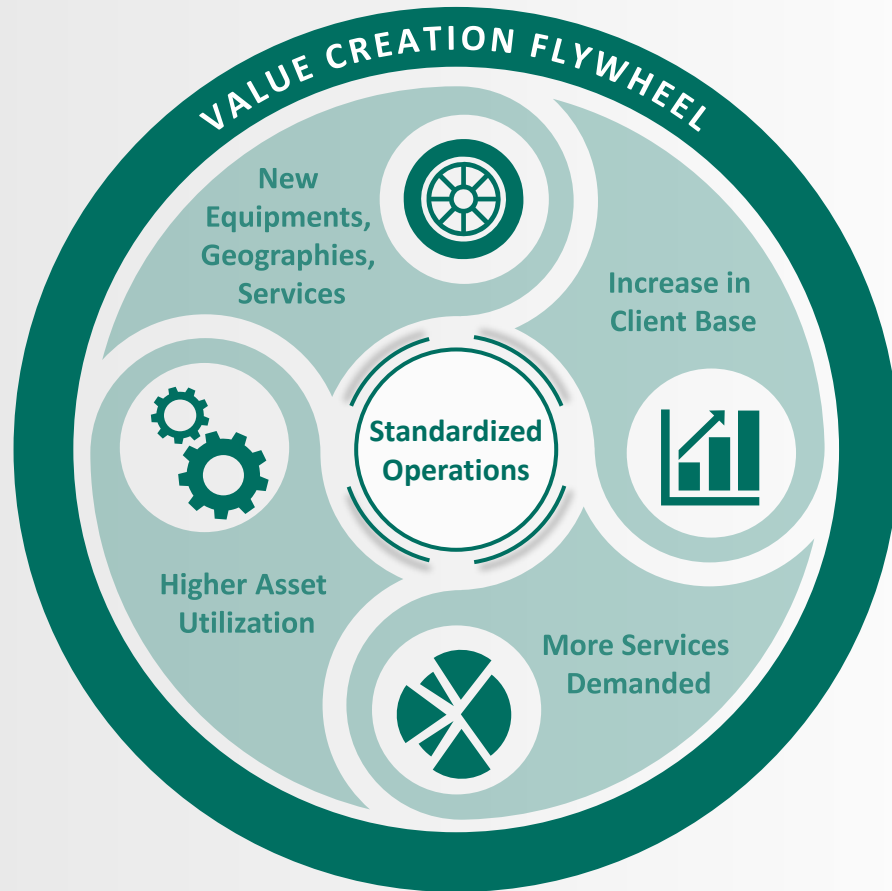 VALUE CREATION FLYWHEEL
New
Equipments,
Geographies,
Services
Increase in
Client Base
Standardized
Operations
Higher Asset
Utilization
More Services
Demanded